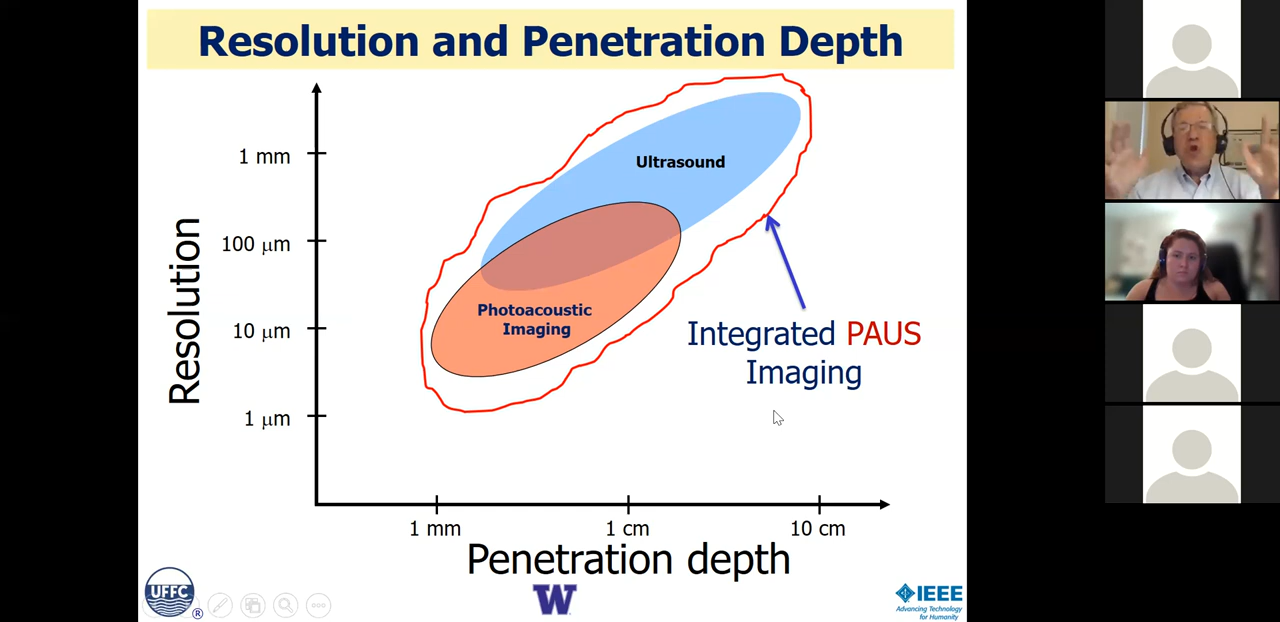 Resolution and Penetration Depth
Resolution
1 mm
100 μm
10 μm
1 μm
Ultrasound
Photoacoustic
Imaging
Integrated PAUS
Imaging
1 mm
1 cm
10 cm
Penetration depth
UFFC
®
W
IEEE
Advancing Technology
for Humanity